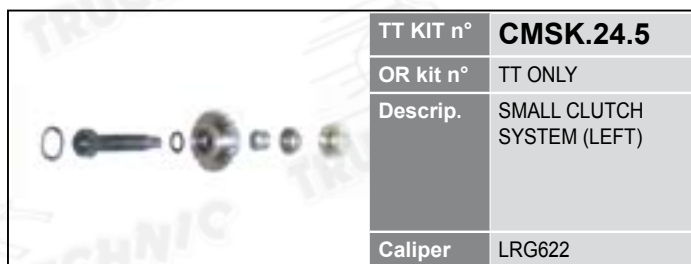 TT KIT n° CMSK.24.5
OR kit n° TT ONLY
Descrip. SMALL CLUTCH
SYSTEM (LEFT)
Caliper LRG622